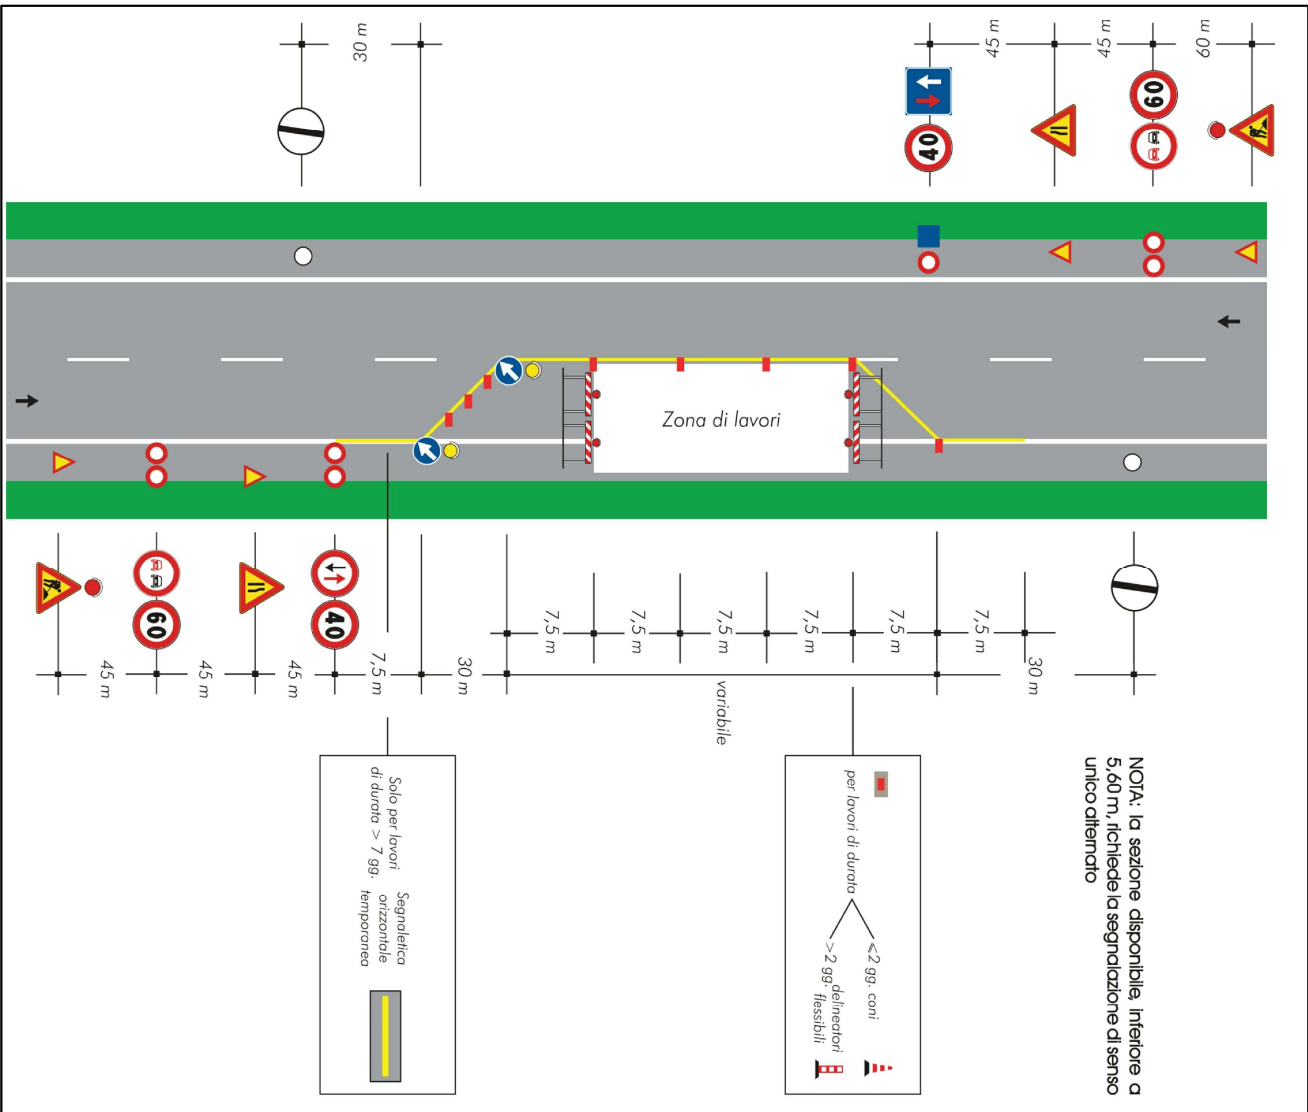 30 m
45 m
45 m
60 m
40
60
Zona di lavori
60
40
45 m
45 m
45 m
7,5 m
30 m
7,5 m
7,5 m
7,5 m
7,5 m
7,5 m
7,5 m
variabile
30 m
NOTA: la sezione disponibile, inferiore a
5,60 m, richiede la segnalazione di senso
unico alternato
per lavori di durata
⩽2 gg. coni
>2 gg. delineatori
flessibili
Solo per lavori
di durata > 7 gg.
Segnaletica
orizzontale
temporanea